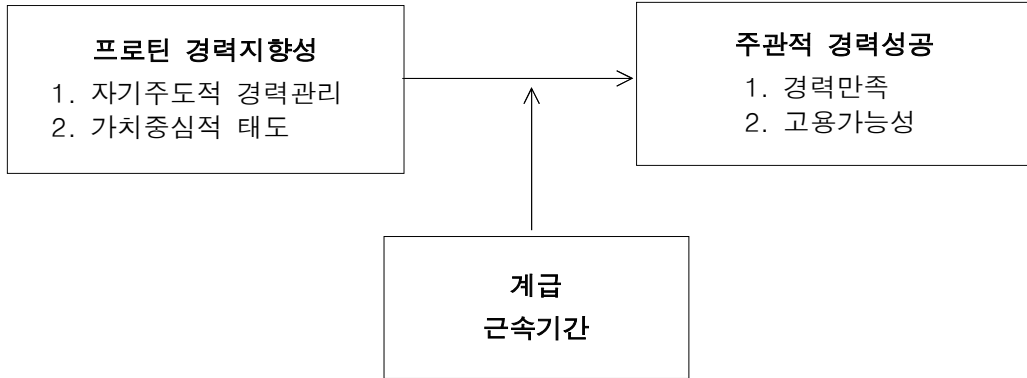 프로틴 경력지향성
1. 자기주도적 경력관리
2. 가치중심적 태도
주관적 경력성공
1. 경력만족
2. 고용가능성
계급
근속기간